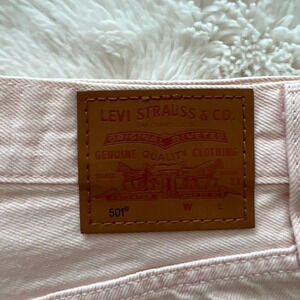 LEVI STRAUSS & CO.
ORIGINAL RIVETED
GENUINE QUALITY CLOTHING
501®
W L